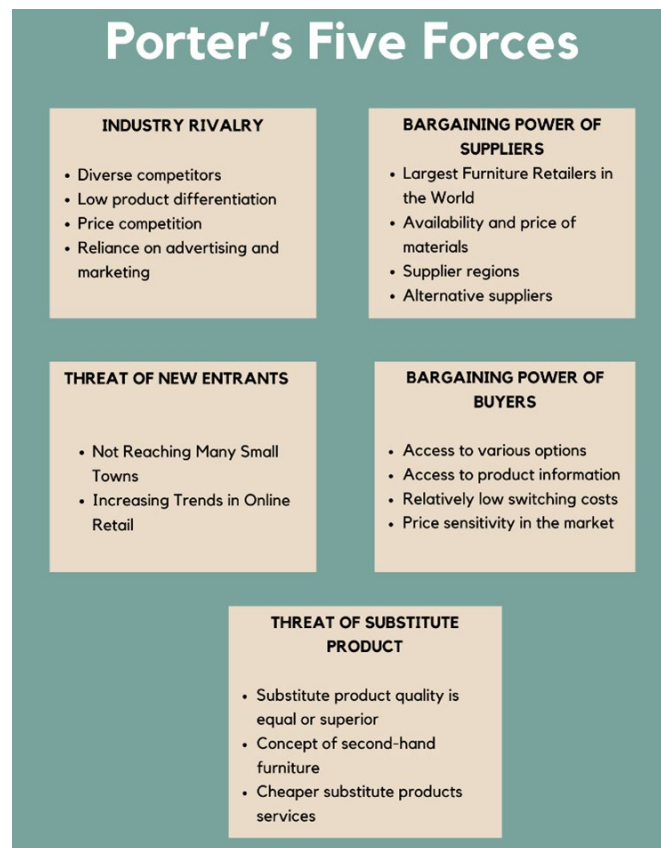 Porter's Five Forces
INDUSTRY RIVALRY
• Diverse competitors
• Low product differentiation
• Price competition
• Reliance on advertising and
marketing
BARGAINING POWER OF
SUPPLIERS
• Largest Furniture Retailers in
the World
• Availability and price of
materials
• Supplier regions
• Alternative suppliers
THREAT OF NEW ENTRANTS
• Not Reaching Many Small
Towns
• Increasing Trends in Online
Retail
BARGAINING POWER OF
BUYERS
• Access to various options
• Access to product information
• Relatively low switching costs
• Price sensitivity in the market
THREAT OF SUBSTITUTE
PRODUCT
• Substitute product quality is
equal or superior
• Concept of second-hand
furniture
• Cheaper substitute products
services